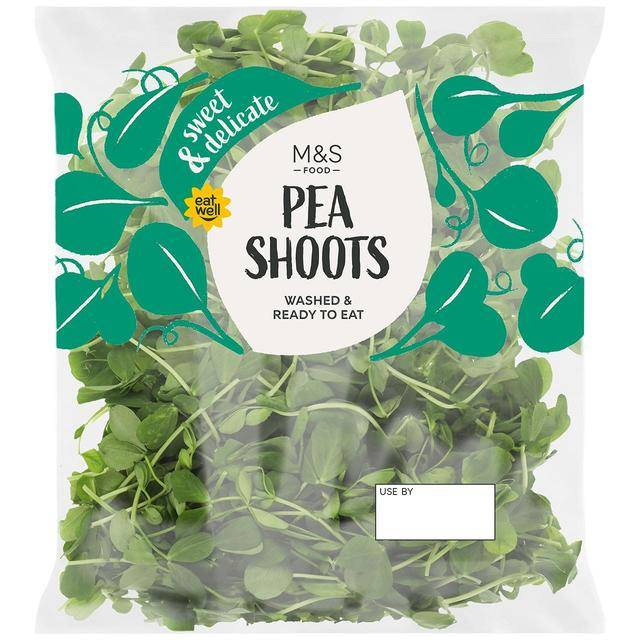 sweet
& delicate
eat
well
M&S
FOOD
PEA
SHOOTS
WASHED &
READY TO EAT
USE BY